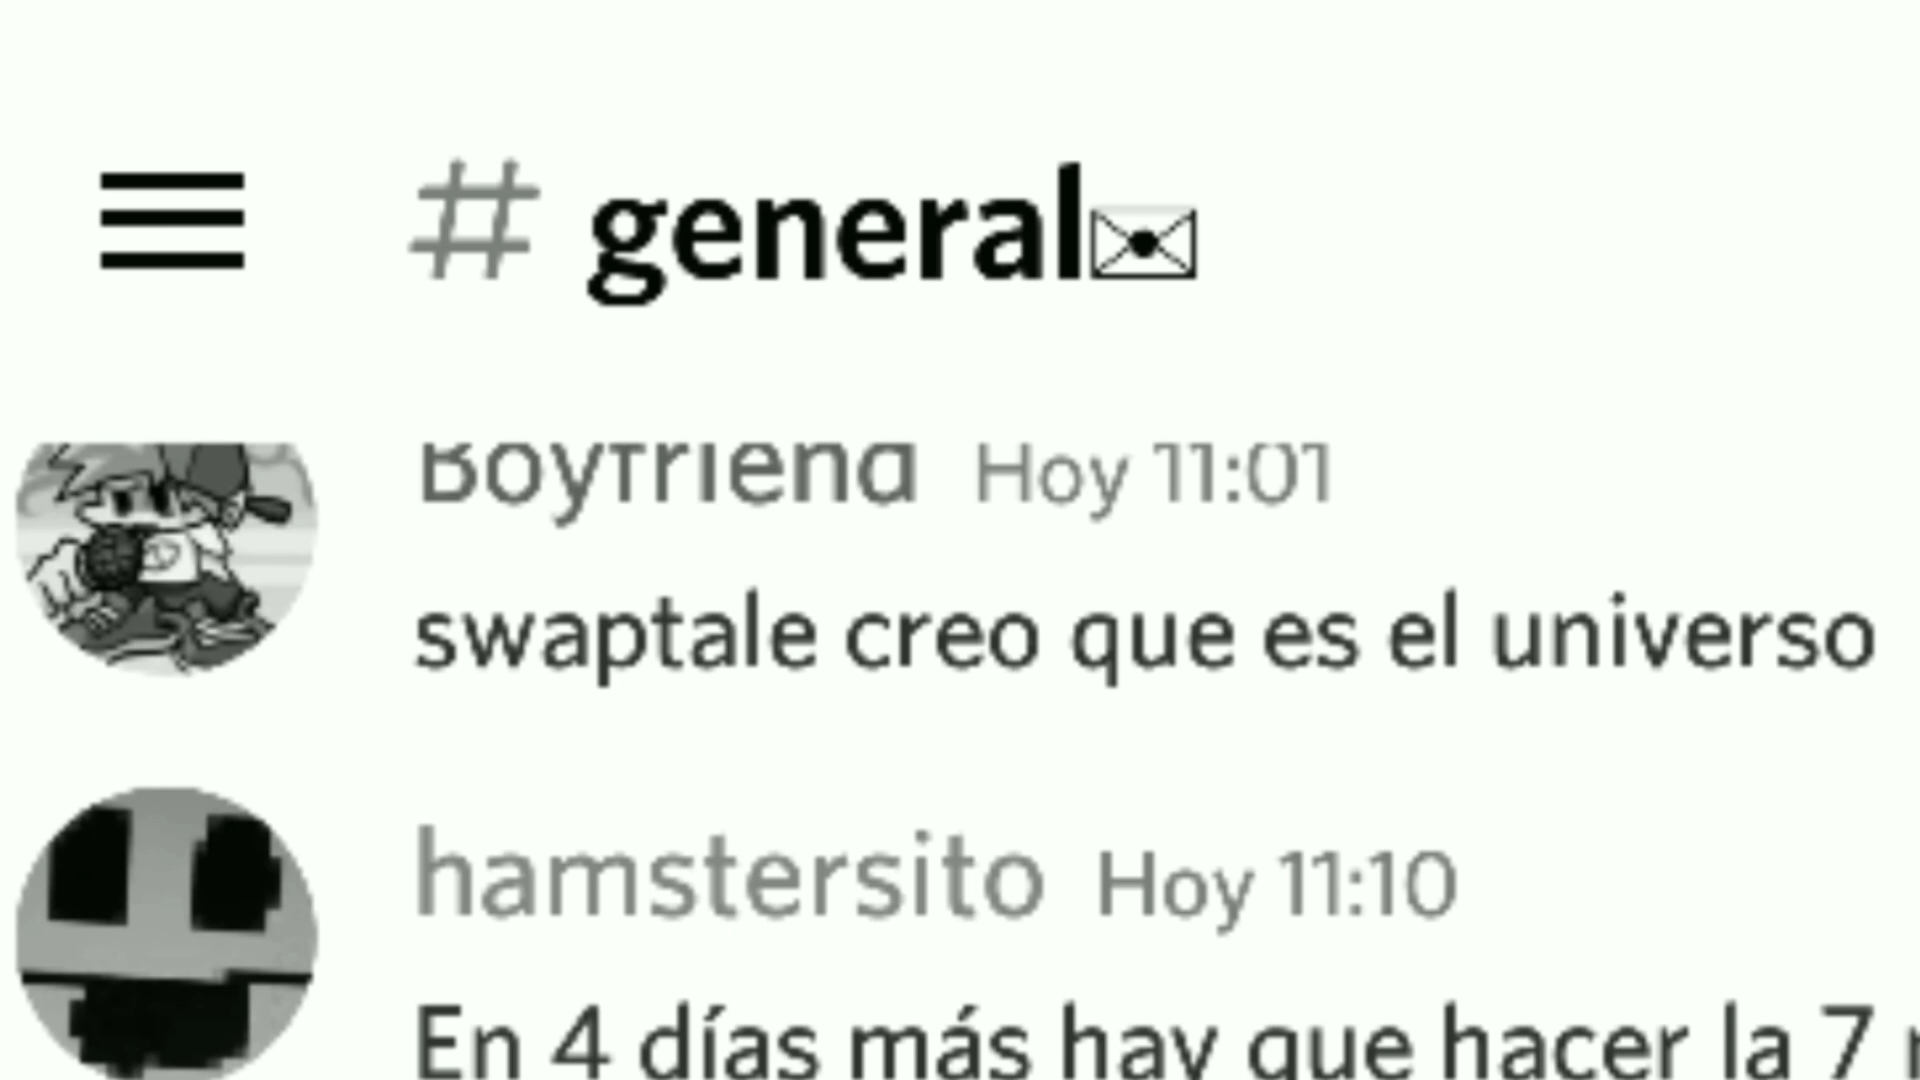 # general✉
Boyfriend Hoy 11:01
swaptale creo que es el universo
hamstersito Hoy 11:10
En 4 días más hay que hacer la 7